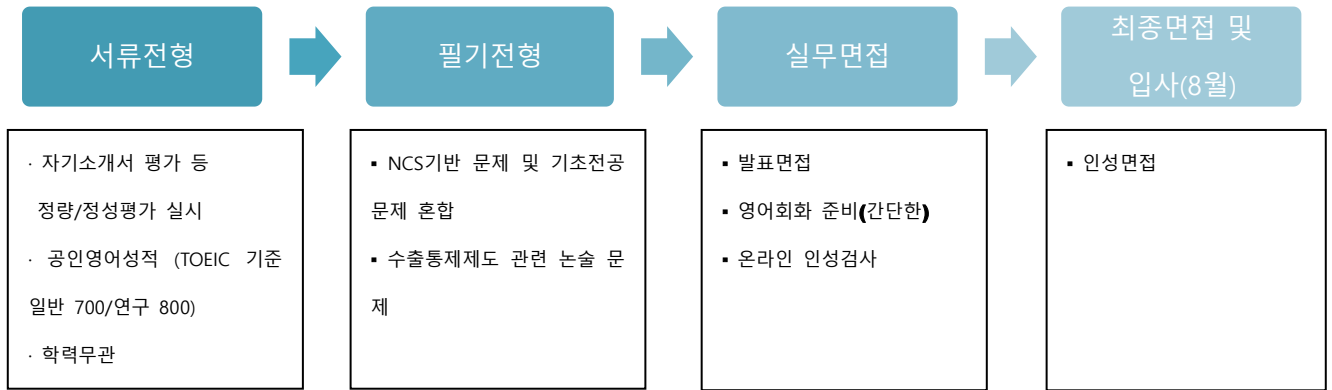 서류전형
필기전형
실무면접
최종면접 및
입사(8월)
· 자기소개서 평가 등
정량/정성평가 실시
· 공인영어성적 (TOEIC 기준
일반 700/연구 800)
· 학력무관
▪ NCS기반 문제 및 기초전공
문제 혼합
▪ 수출통제제도 관련 논술 문
제
▪ 발표면접
▪ 영어회화 준비(간단한)
▪ 온라인 인성검사
▪ 인성면접